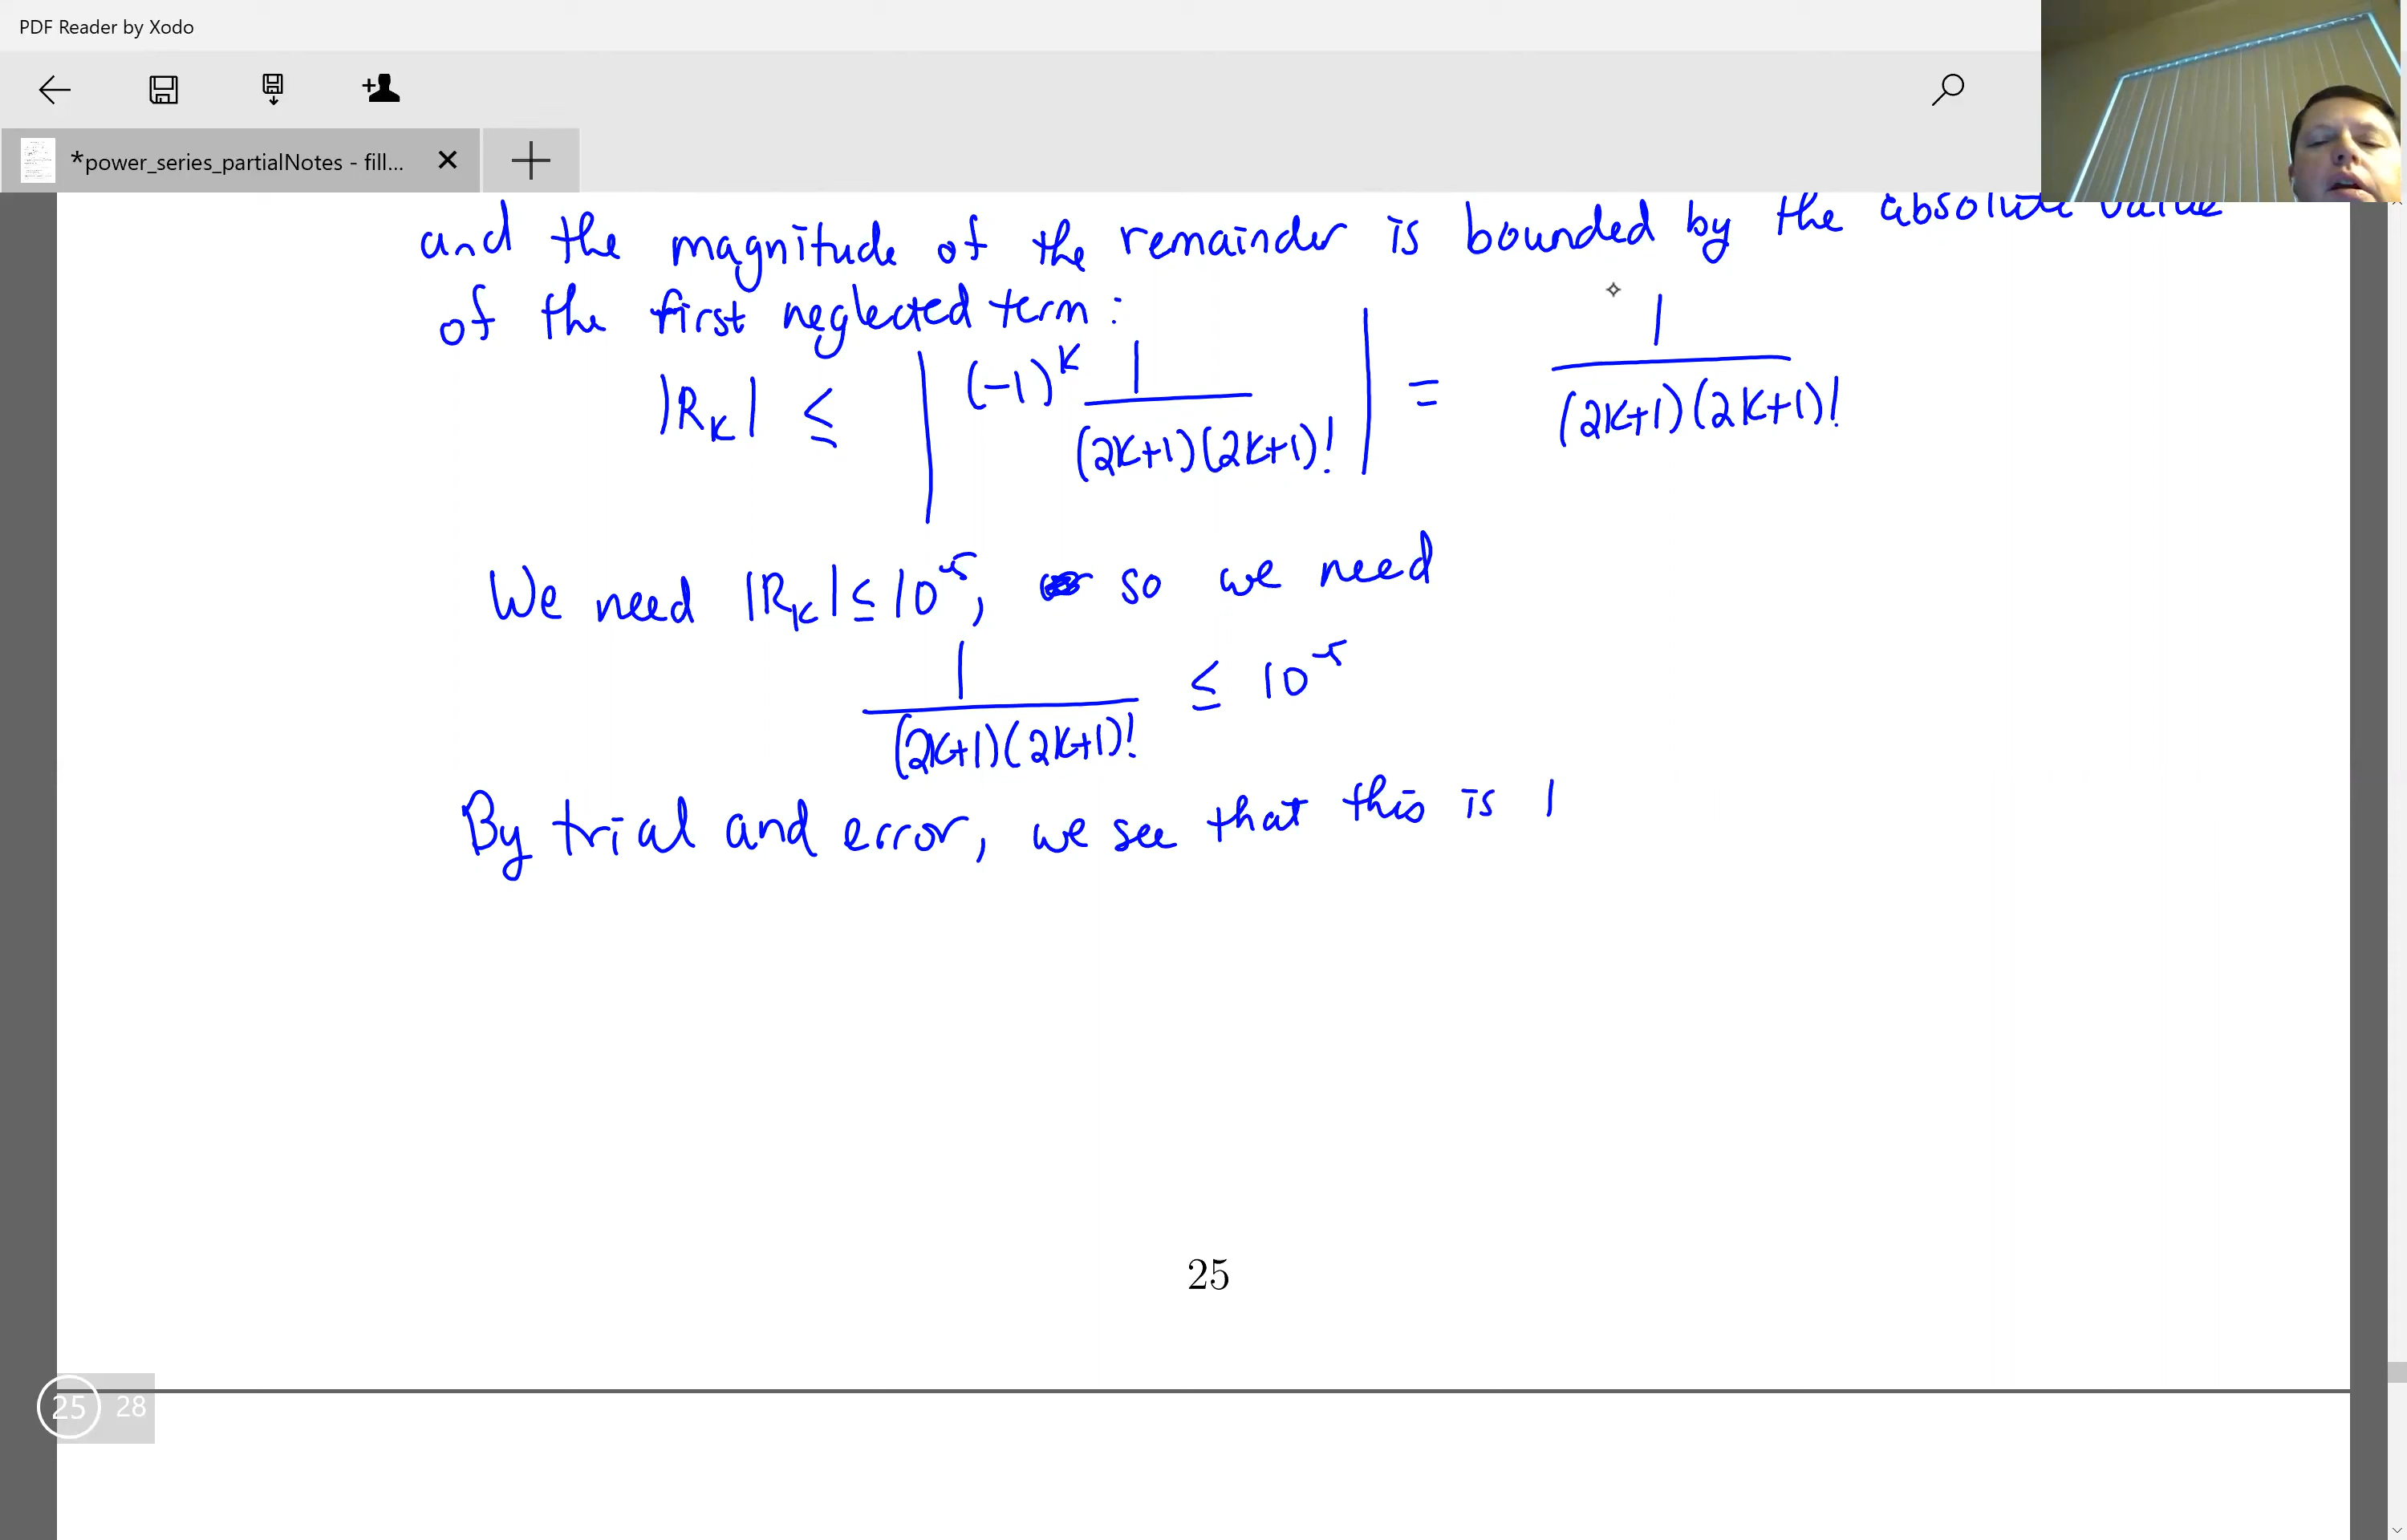 PDF Reader by Xodo
*power_series_partialNotes - fill...
and the magnitude of the remainder is bounded by the absolute value
of the first neglected term:
|R_K| ≤ |(-1)^K 1/((2K+1)(2K+1)!)| = 1/((2K+1)(2K+1)!)
We need |R_K| ≤ 10^-5, so we need
1/((2K+1)(2K+1)!) ≤ 10^-5
By trial and error, we see that this is
25
25 28